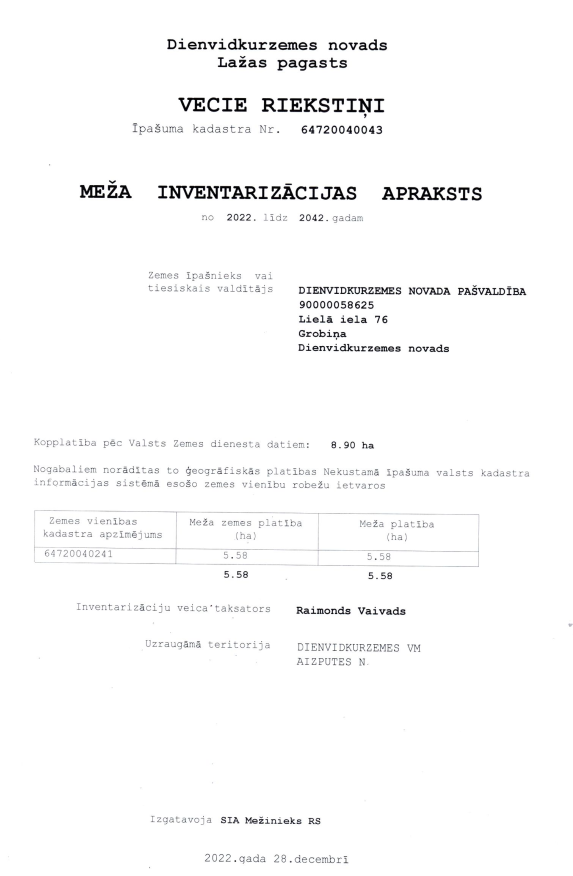 Dienvidkurzemes novads
Lažas pagasts
VECIE RIEKSTIŅI
Īpašuma kadastra Nr. 64720040043
MEŽA INVENTARIZĀCIJAS APRAKSTS
no 2022. līdz 2042.gadam
Zemes īpašnieks vai
tiesiskais valdītājs
DIENVIDKURZEMES NOVADA PAŠVALDĪBA
90000058625
Lielā iela 76
Grobiņa
Dienvidkurzemes novads
Kopplatība pēc Valsts Zemes dienesta datiem: 8.90 ha
Nogabaliem norādītas to ģeogrāfiskās platības Nekustamā īpašuma valsts kadastra
informācijas sistēmā esošo zemes vienību robežu ietvaros
Zemes vienības
kadastra apzīmējums
Meža zemes platība
(ha)
Meža platība
(ha)
64720040241 5.58 5.58
5.58 5.58
Inventarizāciju veica taksators Raimonds Vaivads
Uzraugāmā teritorija DIENVIDKURZEMES VM
AIZPUTES N.
Izgatavoja SIA Mežinieks RS
2022.gada 28.decembrī